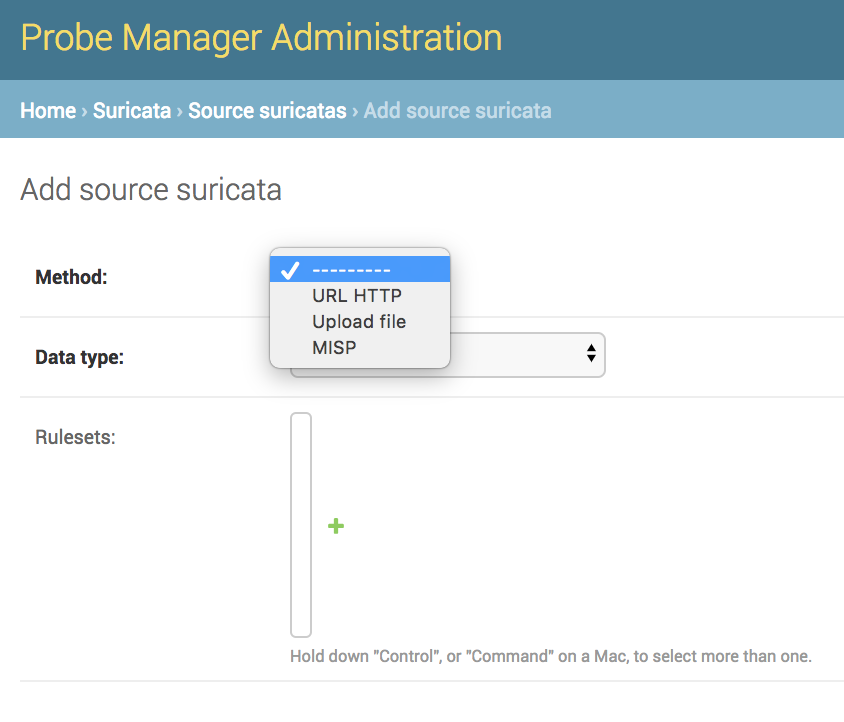 Probe Manager Administration
Home › Suricata › Source suricatas › Add source suricata
Add source suricata
Method:
----------
URL HTTP
Upload file
MISP
Data type:
Rulesets:
Hold down "Control", or "Command" on a Mac, to select more than one.